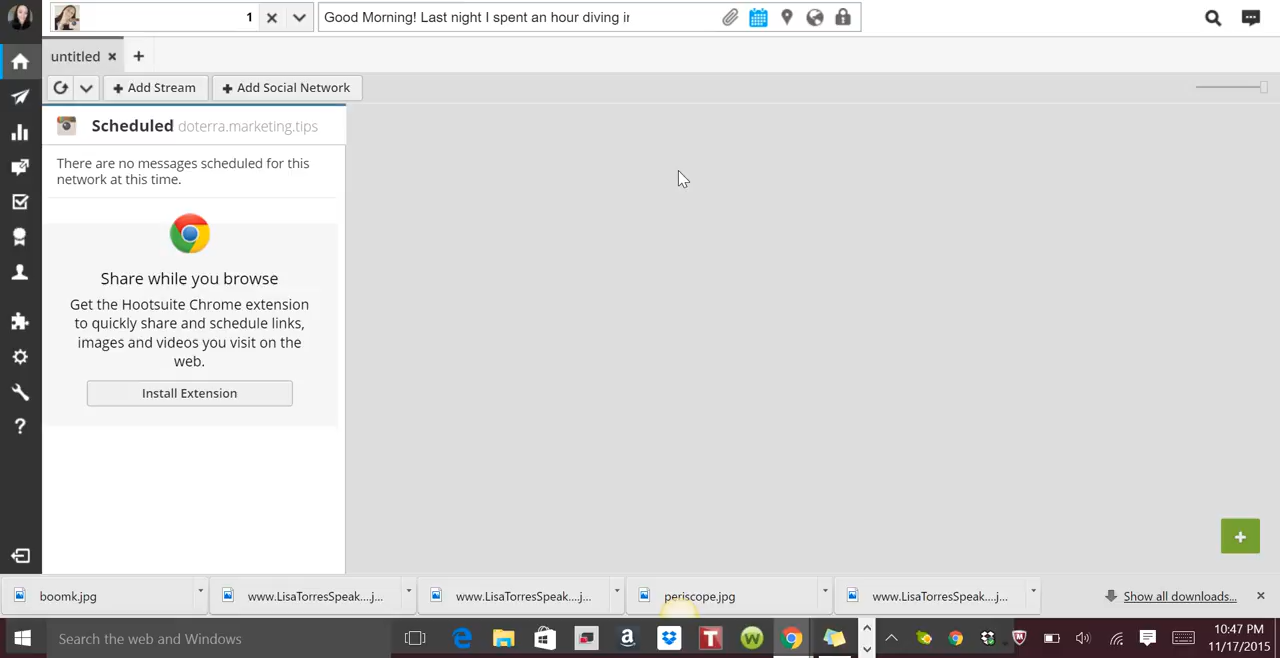 1
Good Morning! Last night I spent an hour diving in
untitled
Add Stream
Add Social Network
Scheduled doterra.marketing.tips
There are no messages scheduled for this
network at this time.
Share while you browse
Get the Hootsuite Chrome extension
to quickly share and schedule links,
images and videos you visit on the
web.
Install Extension
boomk.jpg
www.LisaTorresSpeak....j...
www.LisaTorresSpeak....j...
periscope.jpg
www.LisaTorresSpeak....j...
Show all downloads...
Search the web and Windows
10:47 PM
11/17/2015